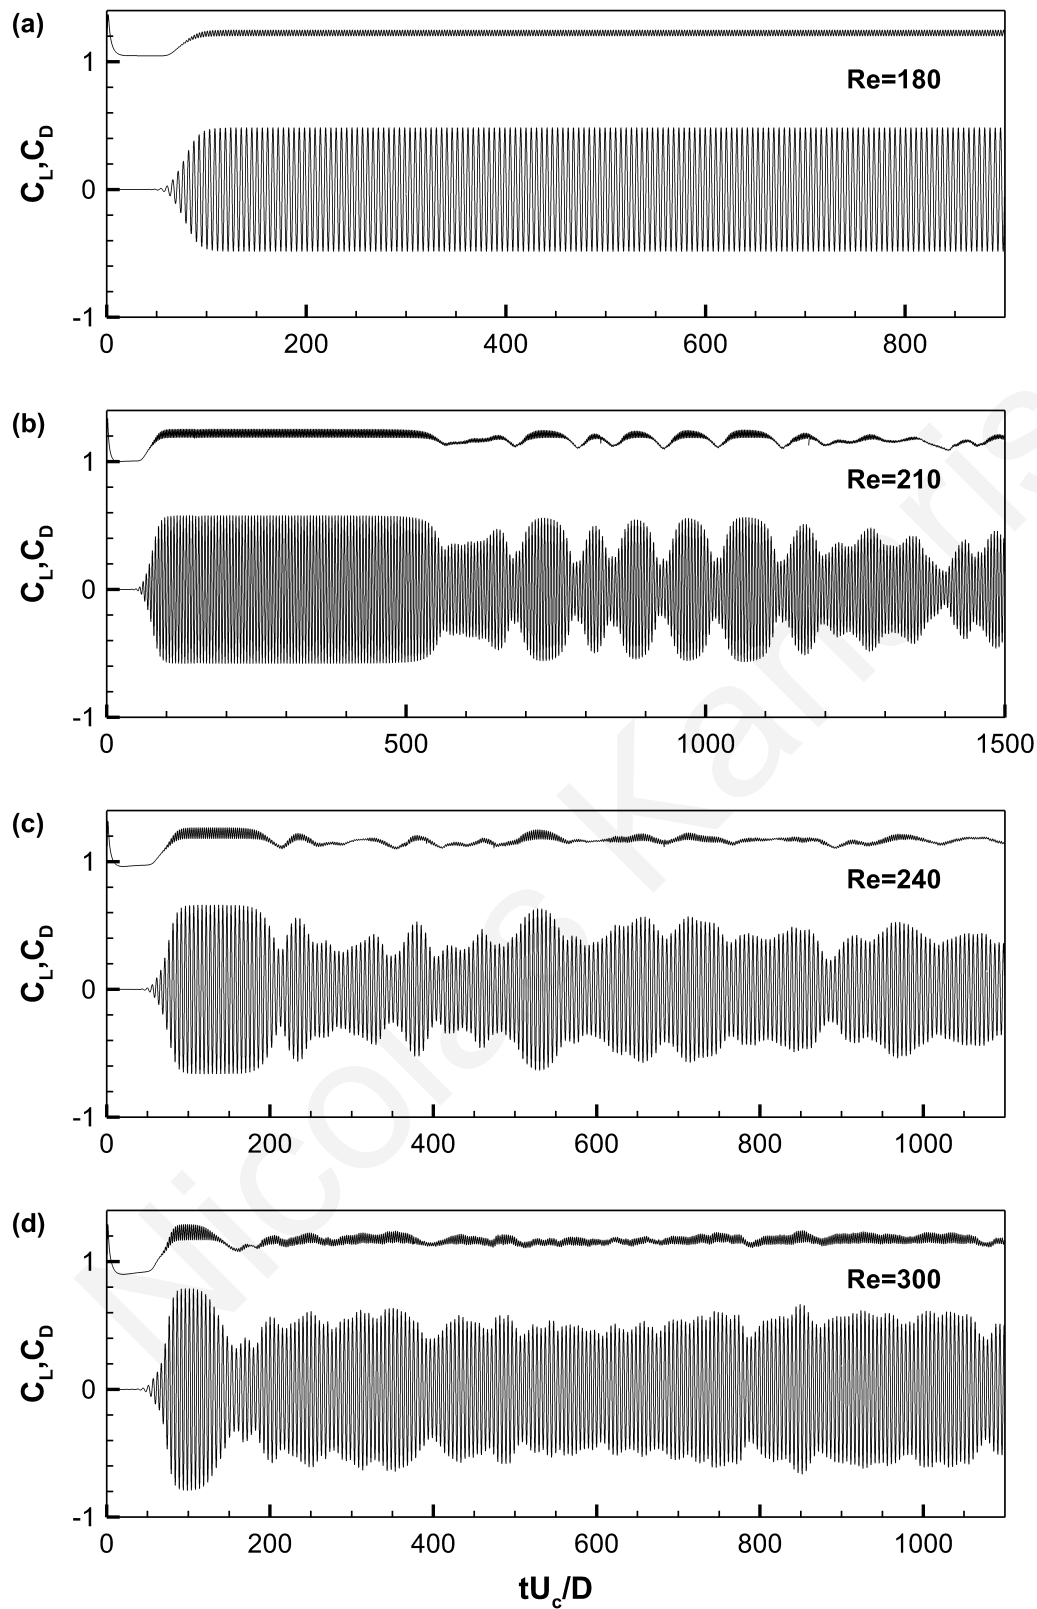 (a)
1
0
-1
C_L,C_D
Re=180
0 200 400 600 800
(b)
1
0
-1
C_L,C_D
Re=210
0 500 1000 1500
(c)
1
0
-1
C_L,C_D
Re=240
0 200 400 600 800 1000
(d)
1
0
-1
C_L,C_D
Re=300
0 200 400 600 800 1000
tU_c/D
Nicolas Kanaris